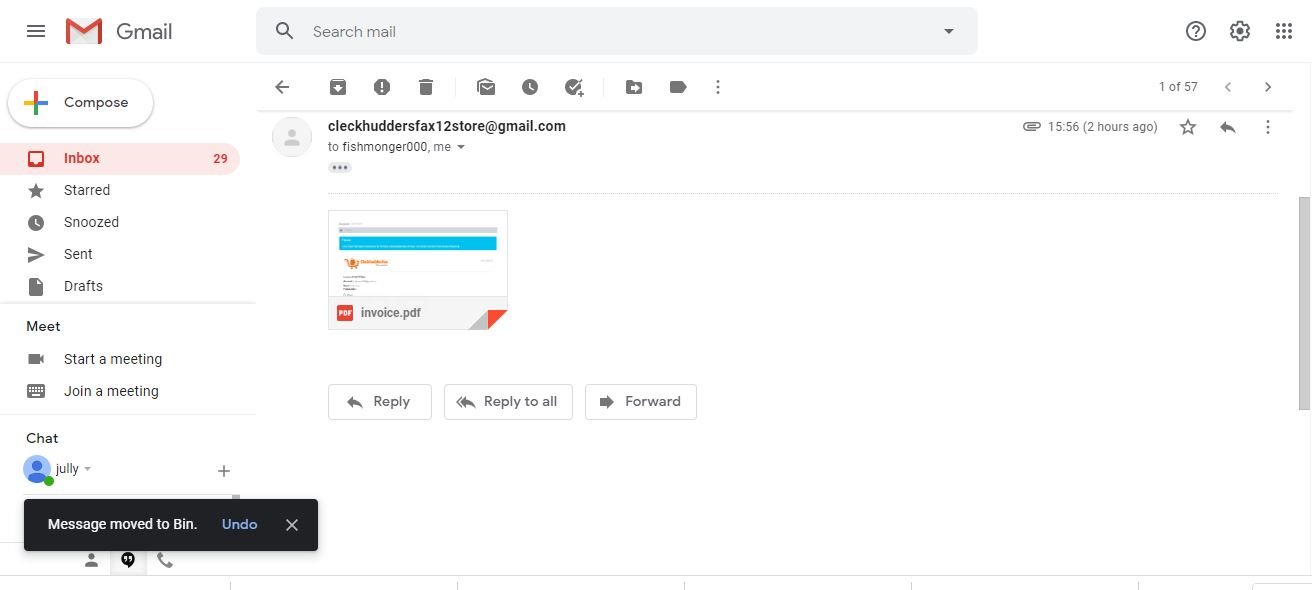 Gmail
Search mail
Compose
1 of 57
Inbox 29
Starred
Snoozed
Sent
Drafts
Meet
Start a meeting
Join a meeting
Chat
jully
Message moved to Bin. Undo
cleckhuddersfax12store@gmail.com
15:56 (2 hours ago)
to fishmonger000, me
PDF invoice.pdf
Reply
Reply to all
Forward